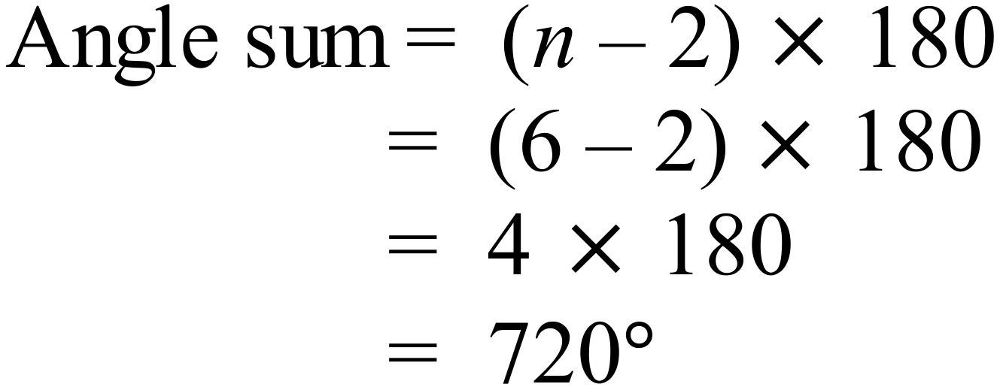 Angle sum = (n – 2) × 180
= (6 – 2) × 180
= 4 × 180
= 720°